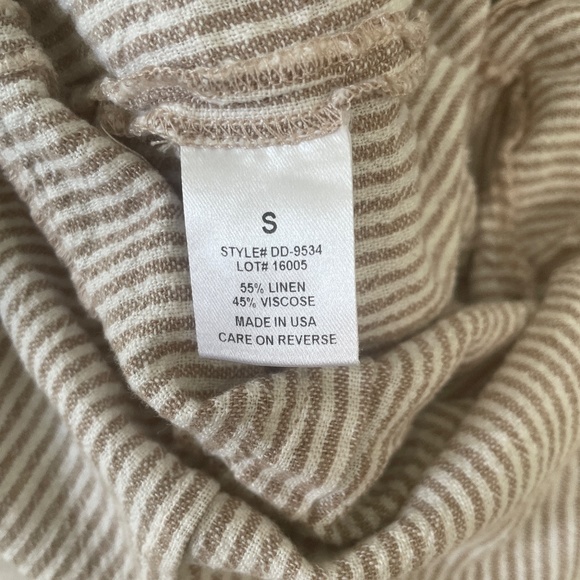 S
STYLE# DD-9534
LOT# 16005
55% LINEN
45% VISCOSE
MADE IN USA
CARE ON REVERSE